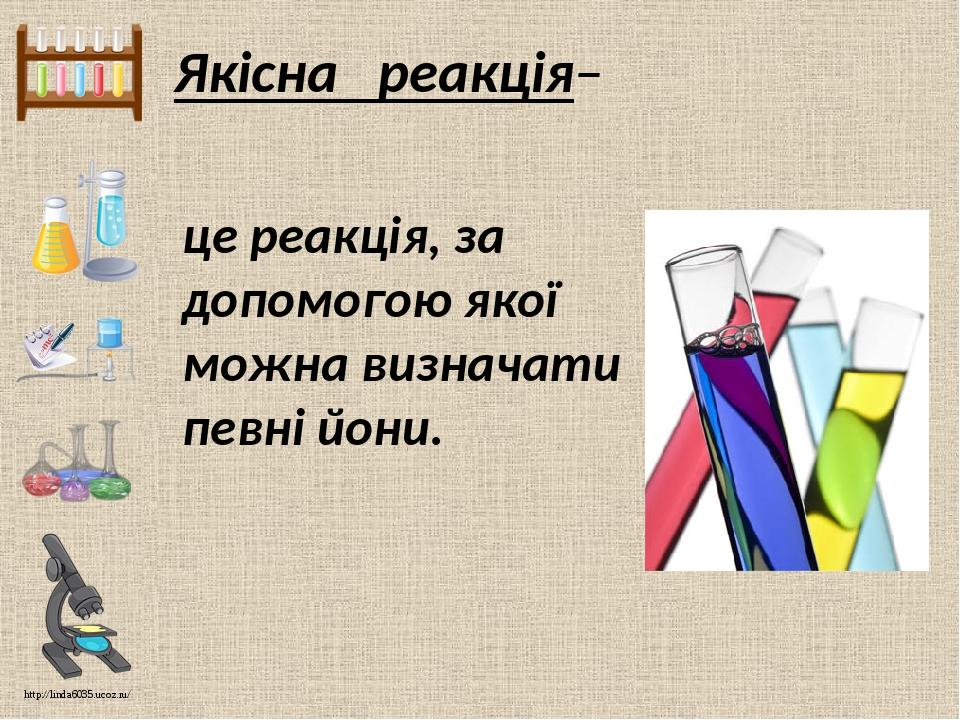 Якісна реакція–
це реакція, за
допомогою якої
можна визначати
певні йони.
http://linda6035.ucoz.ru/